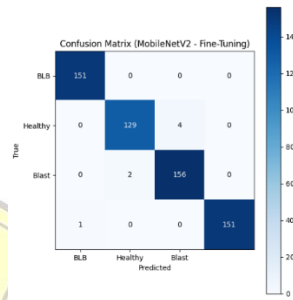 Confusion Matrix (MobileNetV2 - Fine-Tuning)
BLB 151 0 0 0
Healthy 0 129 4 0
Blast 0 2 156 0
1 0 0 151
BLB Healthy Blast
Predicted
True
140
120
100
80
60
40
20
0